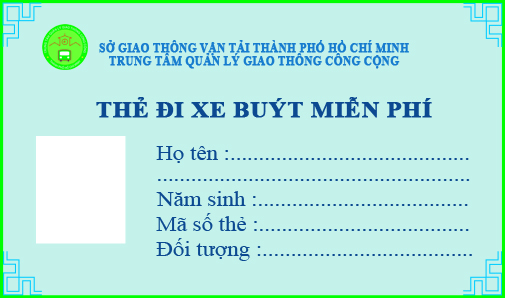 SỞ GIAO THÔNG VẬN TẢI THÀNH PHỐ HỒ CHÍ MINH
TRUNG TÂM QUẢN LÝ GIAO THÔNG CÔNG CỘNG
THẺ ĐI XE BUÝT MIỄN PHÍ
Họ tên :..........................................
.......................................................
Năm sinh :.....................................
Mã số thẻ :.....................................
Đối tượng :.....................................